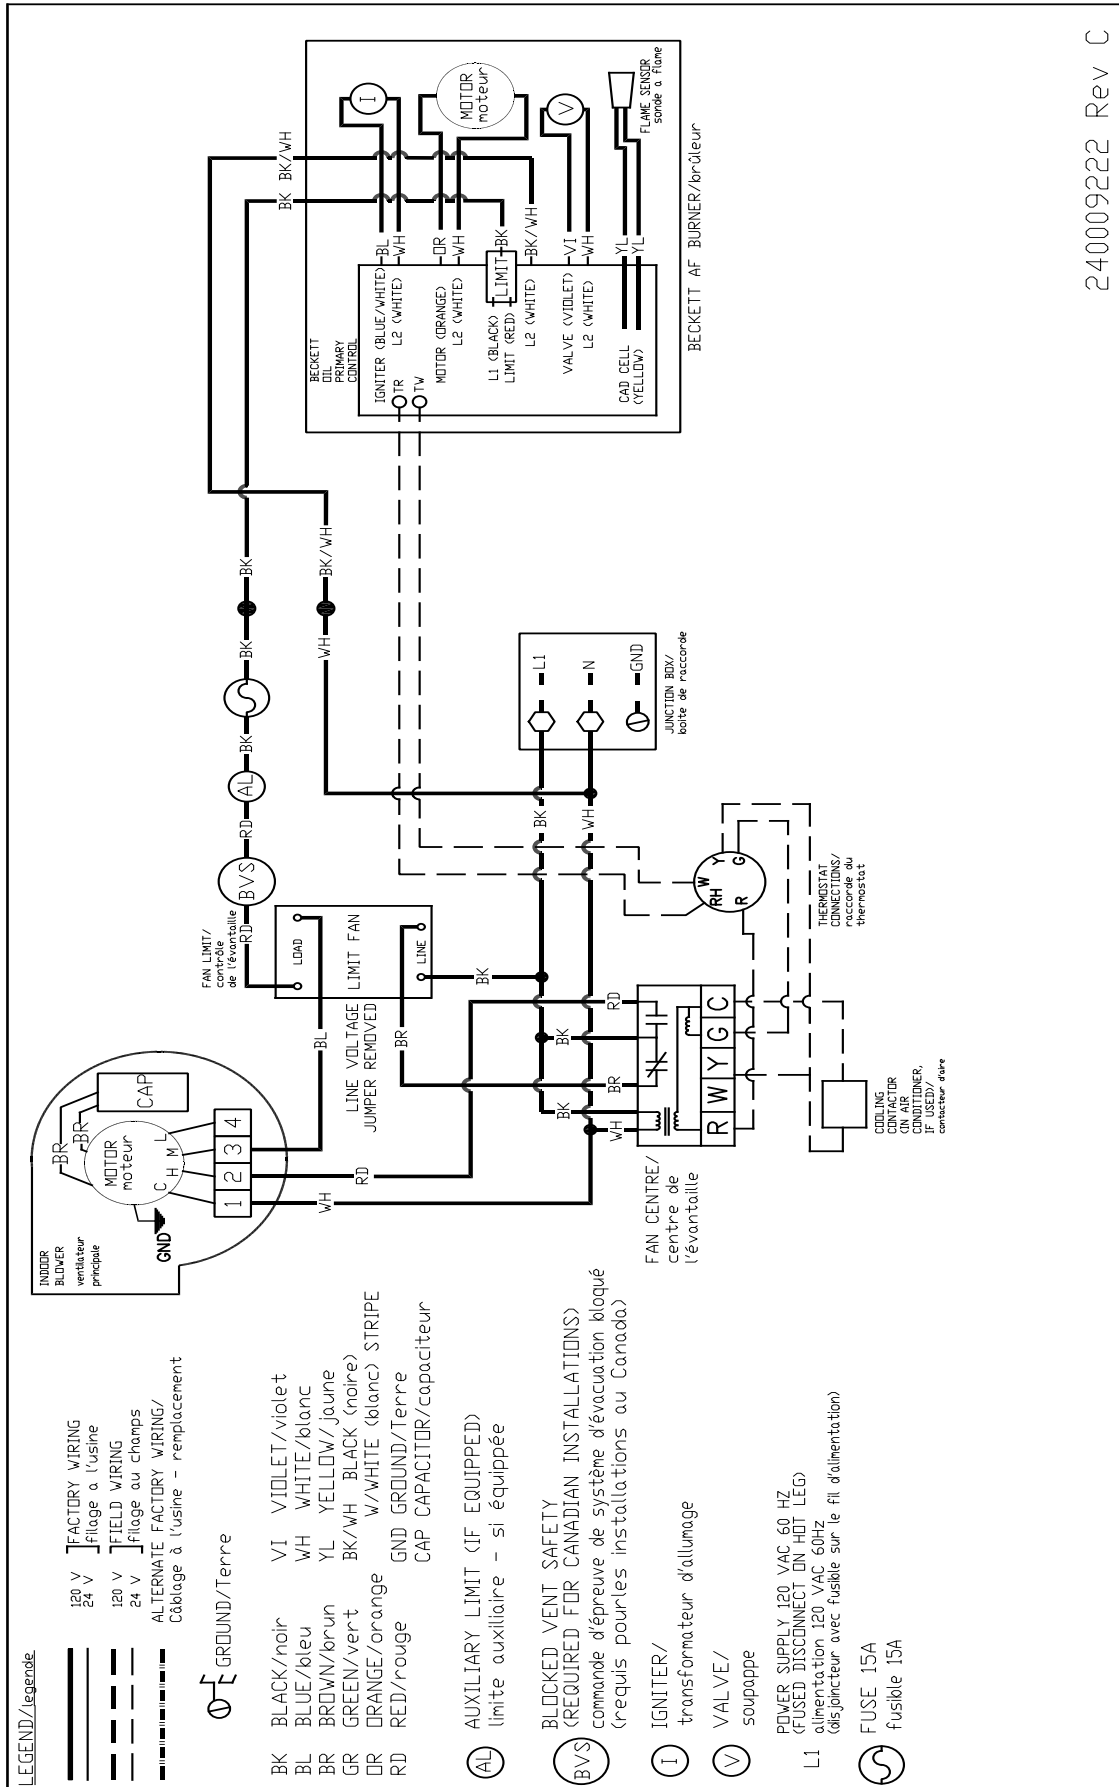 LEGEND/legende
120 V
24 V
FACTORY WIRING
filage a l'usine
120 V
24 V
FIELD WIRING
filage au champs
ALTERNATE FACTORY WIRING/
Câblage à l'usine - remplacement
GROUND/Terre
BK BLACK/noir
BL BLUE/bleu
BR BROWN/brun
GR GREEN/vert
OR ORANGE/orange
RD RED/rouge
VI VIOLET/violet
WH WHITE/blanc
YL YELLOW/jaune
BK/WH BLACK (noire)
W/WHITE (blanc) STRIPE
GND GROUND/Terre
CAP CAPACITOR/capaciteur
AL
AUXILIARY LIMIT (IF EQUIPPED)
limite auxiliaire - si équippée
BVS
BLOCKED VENT SAFETY
(REQUIRED FOR CANADIAN INSTALLATIONS)
commande d'épreuve de système d'évacuation bloqué
(requis pourles installations au Canada)
I
IGNITER/
transformateur d'allumage
V
VALVE/
soupappe
L1
POWER SUPPLY 120 VAC 60 HZ
(FUSED DISCONNECT ON HOT LEG)
alimentation 120 VAC 60Hz
(disjoincteur avec fusible sur le fil d'alimentation)
FUSE 15A
fusible 15A
INDOOR
BLOWER
ventilateur
principale
BR
BR
CAP
MOTOR
moteur
C
H
M
L
GND
1
2
3
4
WH
RD
BL
BR
FAN LIMIT/
contrôle
de l'évantaille
LOAD
LIMIT FAN
LINE
LINE VOLTAGE
JUMPER REMOVED
RD
BVS
RD
AL
BK
BK
BK
BK
WH
BK/WH
BK
BK/WH
BK
BK
WH
BK
BK
WH
BR
RD
FAN CENTRE/
centre de
l'évantaille
R
W
Y
G
C
COOLING
CONTACTOR
(IN AIR
CONDITIONER,
IF USED)/
contacteur d'aire
THERMOSTAT
CONNECTIONS/
raccorde du
thermostat
RH
W
Y
G
R
L1
N
GND
JUNCTION BOX/
boite de raccorde
BECKETT
OIL
PRIMARY
CONTROL
TR
TW
IGNITER (BLUE/WHITE)
L2 (WHITE)
MOTOR (ORANGE)
L2 (WHITE)
L1 (BLACK)
LIMIT (RED)
LIMIT
L2 (WHITE)
VALVE (VIOLET)
L2 (WHITE)
CAD CELL
(YELLOW)
BL
WH
OR
WH
BK
BK/WH
VI
WH
YL
YL
I
MOTOR
moteur
V
FLAME SENSOR
sonde a flame
BECKETT AF BURNER/brûleur
240009222 Rev C